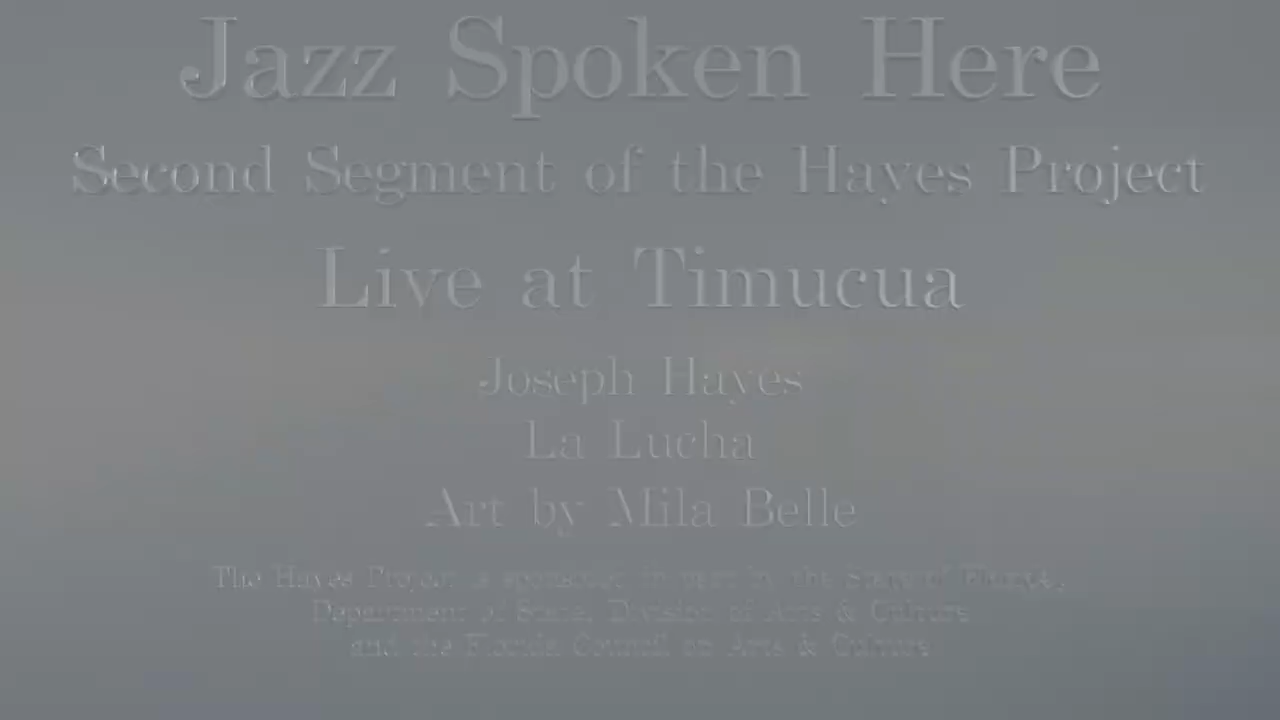 Jazz Spoken Here
Second Segment of the Hayes Project
Live at Timucua
Joseph Hayes
La Lucha
Art by Mila Belle
The Hayes Project is sponsored in part by the State of Florida,
Department of State, Division of Arts & Culture
and the Florida Council on Arts & Culture